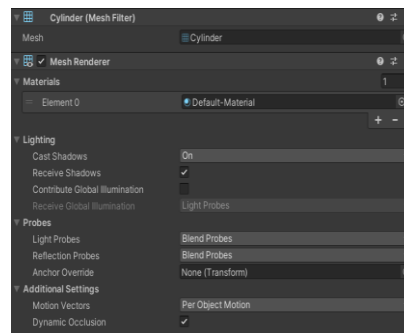 Cylinder (Mesh Filter)
Mesh Cylinder
Mesh Renderer
Materials 1
Element 0 Default-Material
+ -
Lighting
Cast Shadows On
Receive Shadows
Contribute Global Illumination
Receive Global Illumination Light Probes
Probes
Light Probes Blend Probes
Reflection Probes Blend Probes
Anchor Override None (Transform)
Additional Settings
Motion Vectors Per Object Motion
Dynamic Occlusion